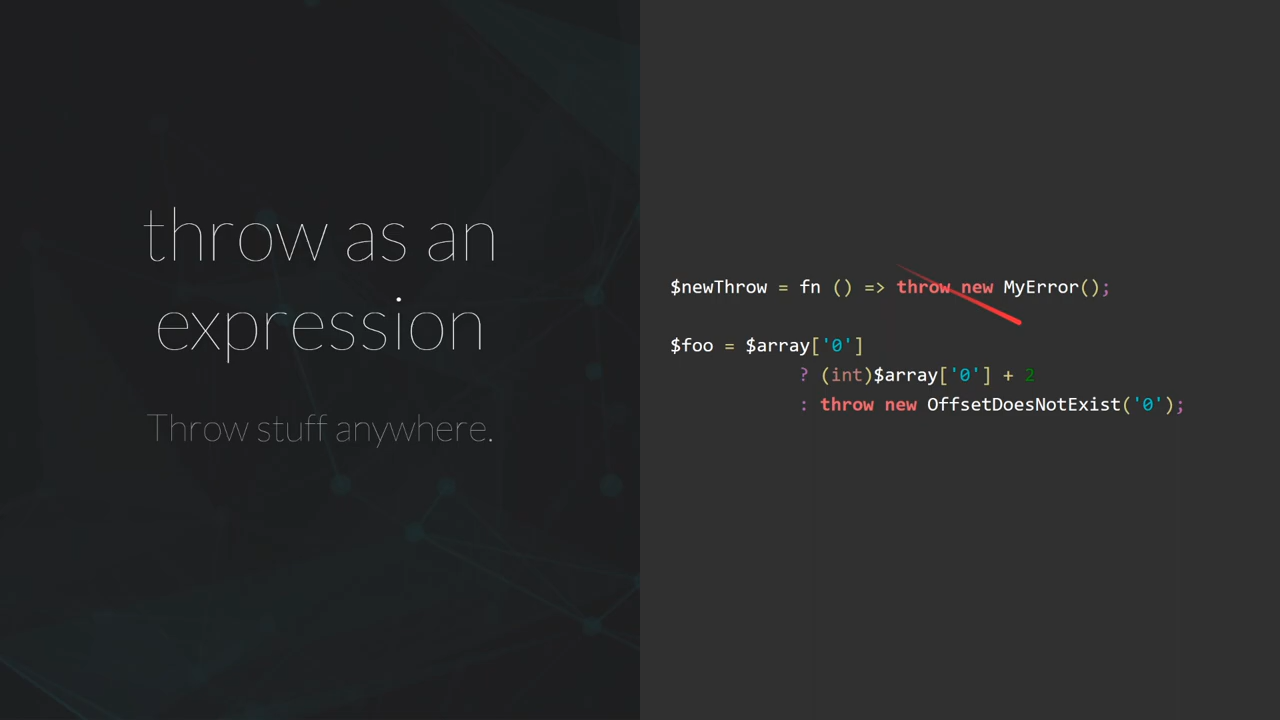 throw as an
expression
Throw stuff anywhere.
$newThrow = fn () => throw new MyError();
$foo = $array['0']
? (int)$array['0'] + 2
: throw new OffsetDoesNotExist('0');